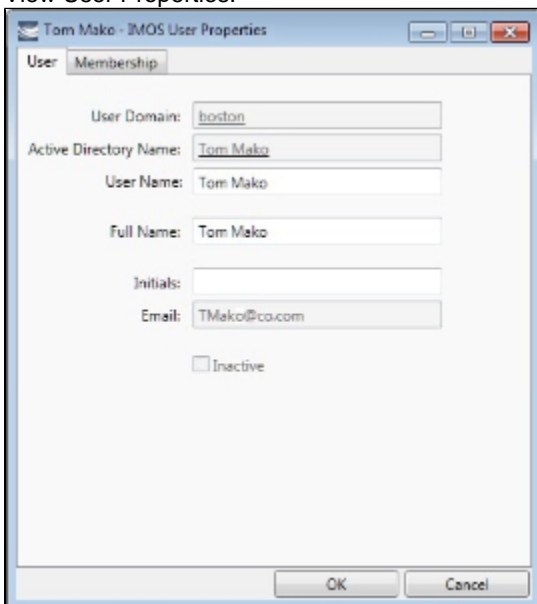 View User Properties:
Tom Mako - IMOS User Properties
User Membership
User Domain: boston
Active Directory Name: Tom Mako
User Name: Tom Mako
Full Name: Tom Mako
Initials:
Email: TMako@co.com
Inactive
OK Cancel